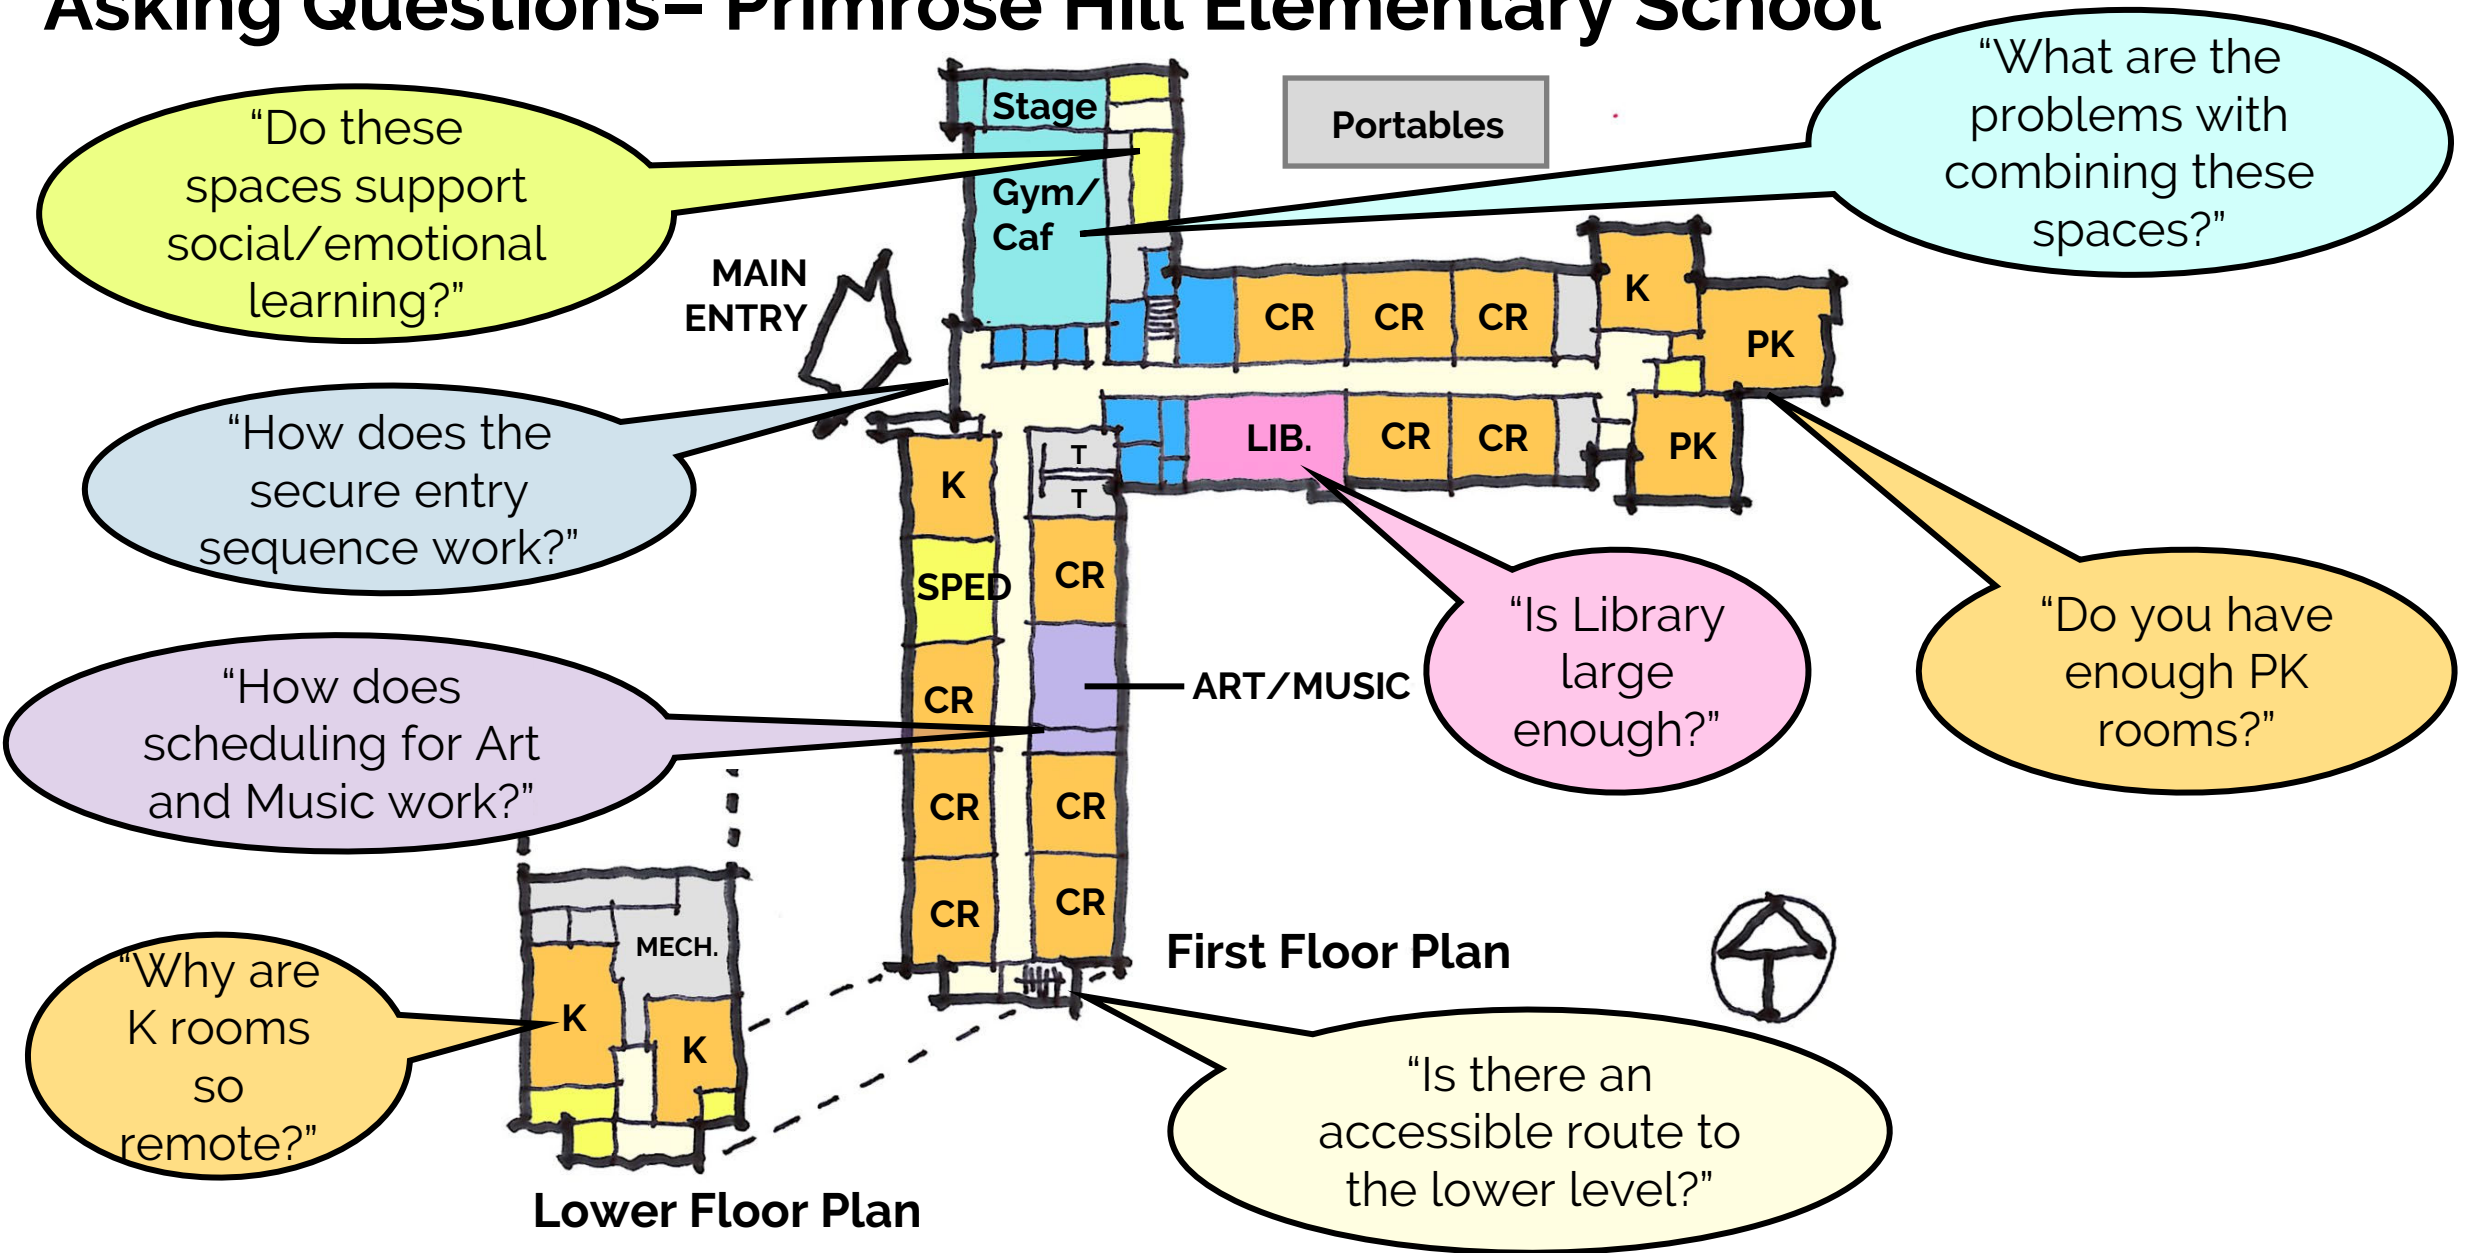 Asking Questions– Primrose Hill Elementary School
“Do these
spaces support
social/emotional
learning?”
“What are the
problems with
combining these
spaces?”
Stage
Portables
Gym/
Caf
MAIN
ENTRY
K
CR
CR
CR
PK
“How does the
secure entry
sequence work?”
LIB.
CR
CR
PK
K
T
T
SPED
CR
“Is Library
large
enough?”
“Do you have
enough PK
rooms?”
“How does
scheduling for Art
and Music work?”
CR
ART/MUSIC
CR
CR
CR
CR
MECH.
First Floor Plan
“Why are
K rooms
so
remote?”
K
K
“Is there an
accessible route to
the lower level?”
Lower Floor Plan